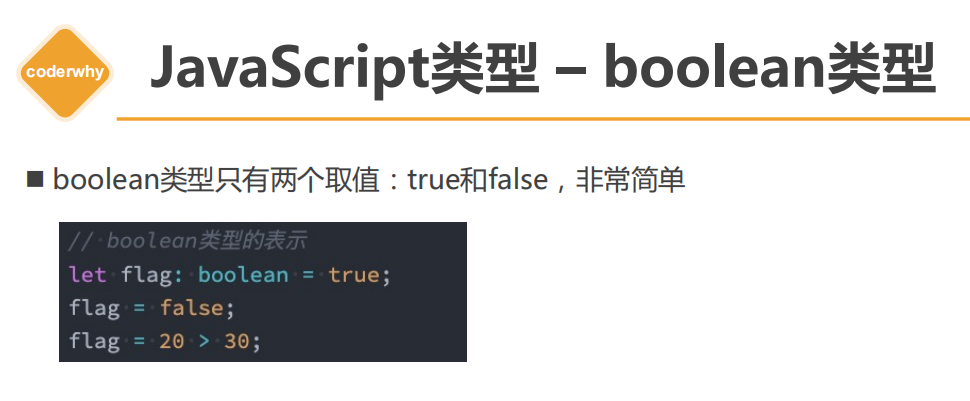 coderwhy
JavaScript类型 – boolean类型
■ boolean类型只有两个取值：true和false，非常简单
// boolean类型的表示
let flag: boolean = true;
flag = false;
flag = 20 > 30;